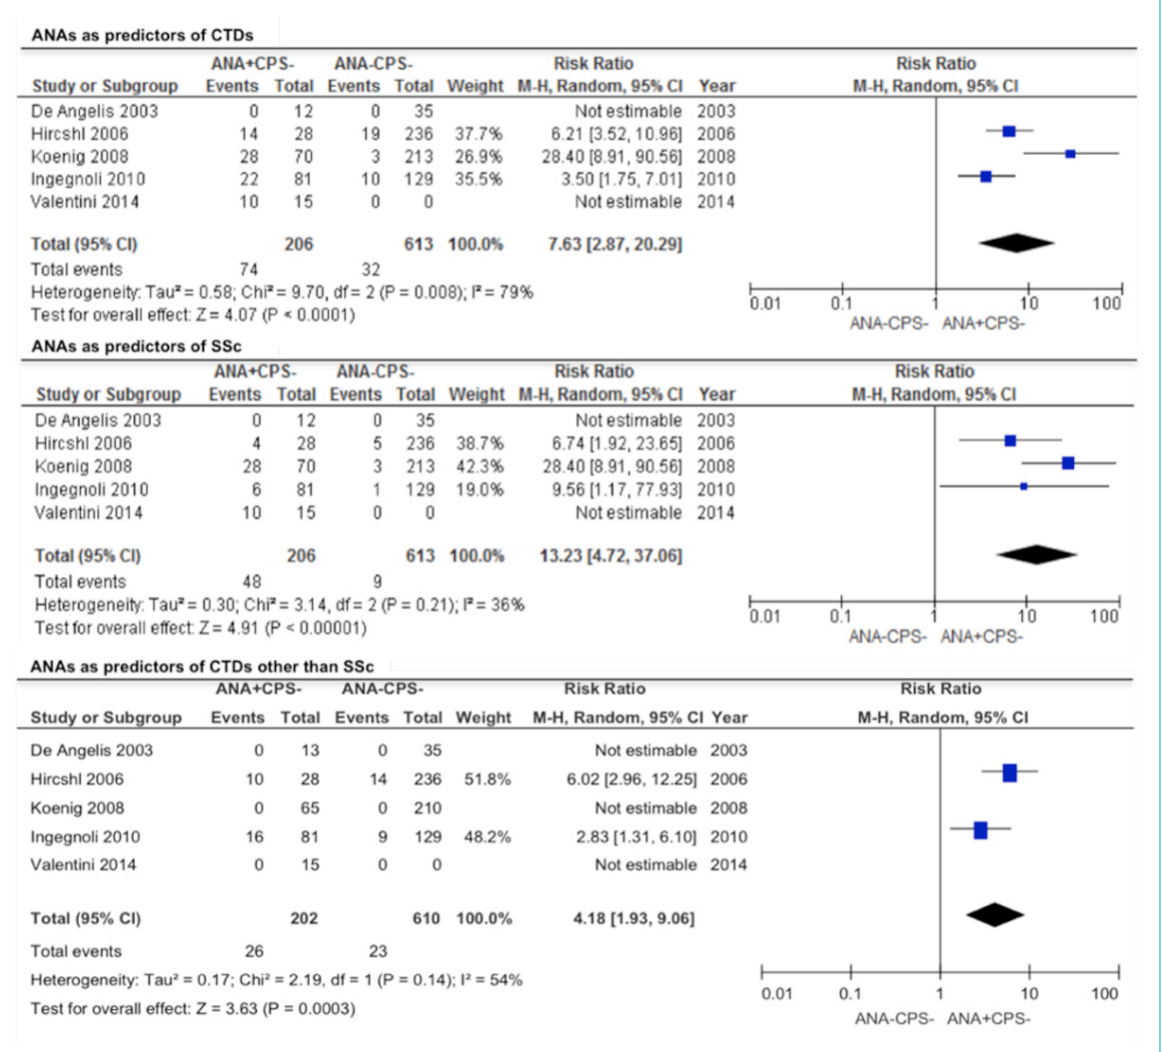 ANAs as predictors of CTDs
ANA+CPS- ANA-CPS- Risk Ratio Risk Ratio
Study or Subgroup Events Total Events Total Weight M-H, Random, 95% CI Year M-H, Random, 95% CI
De Angelis 2003 0 12 0 35 Not estimable 2003
Hircshl 2006 14 28 19 236 37.7% 6.21 [3.52, 10.96] 2006
Koenig 2008 28 70 3 213 26.9% 28.40 [8.91, 90.56] 2008
Ingegnoli 2010 22 81 10 129 35.5% 3.50 [1.75, 7.01] 2010
Valentini 2014 10 15 0 0 Not estimable 2014
Total (95% CI) 206 613 100.0% 7.63 [2.87, 20.29]
Total events 74 32
Heterogeneity: Tau² = 0.58; Chi² = 9.70, df = 2 (P = 0.008); I² = 79%
Test for overall effect: Z = 4.07 (P < 0.0001)
0.01 0.1 1 10 100
ANA-CPS- ANA+CPS-
ANAs as predictors of SSc
ANA+CPS- ANA-CPS- Risk Ratio Risk Ratio
Study or Subgroup Events Total Events Total Weight M-H, Random, 95% CI Year M-H, Random, 95% CI
De Angelis 2003 0 12 0 35 Not estimable 2003
Hircshl 2006 4 28 5 236 38.7% 6.74 [1.92, 23.65] 2006
Koenig 2008 28 70 3 213 42.3% 28.40 [8.91, 90.56] 2008
Ingegnoli 2010 6 81 1 129 19.0% 9.56 [1.17, 77.93] 2010
Valentini 2014 10 15 0 0 Not estimable 2014
Total (95% CI) 206 613 100.0% 13.23 [4.72, 37.06]
Total events 48 9
Heterogeneity: Tau² = 0.30; Chi² = 3.14, df = 2 (P = 0.21); I² = 36%
Test for overall effect: Z = 4.91 (P < 0.00001)
0.01 0.1 1 10 100
ANA-CPS- ANA+CPS-
ANAs as predictors of CTDs other than SSc
ANA+CPS- ANA-CPS- Risk Ratio Risk Ratio
Study or Subgroup Events Total Events Total Weight M-H, Random, 95% CI Year M-H, Random, 95% CI
De Angelis 2003 0 13 0 35 Not estimable 2003
Hircshl 2006 10 28 14 236 51.8% 6.02 [2.96, 12.25] 2006
Koenig 2008 0 65 0 210 Not estimable 2008
Ingegnoli 2010 16 81 9 129 48.2% 2.83 [1.31, 6.10] 2010
Valentini 2014 0 15 0 0 Not estimable 2014
Total (95% CI) 202 610 100.0% 4.18 [1.93, 9.06]
Total events 26 23
Heterogeneity: Tau² = 0.17; Chi² = 2.19, df = 1 (P = 0.14); I² = 54%
Test for overall effect: Z = 3.63 (P = 0.0003)
0.01 0.1 1 10 100
ANA-CPS- ANA+CPS-